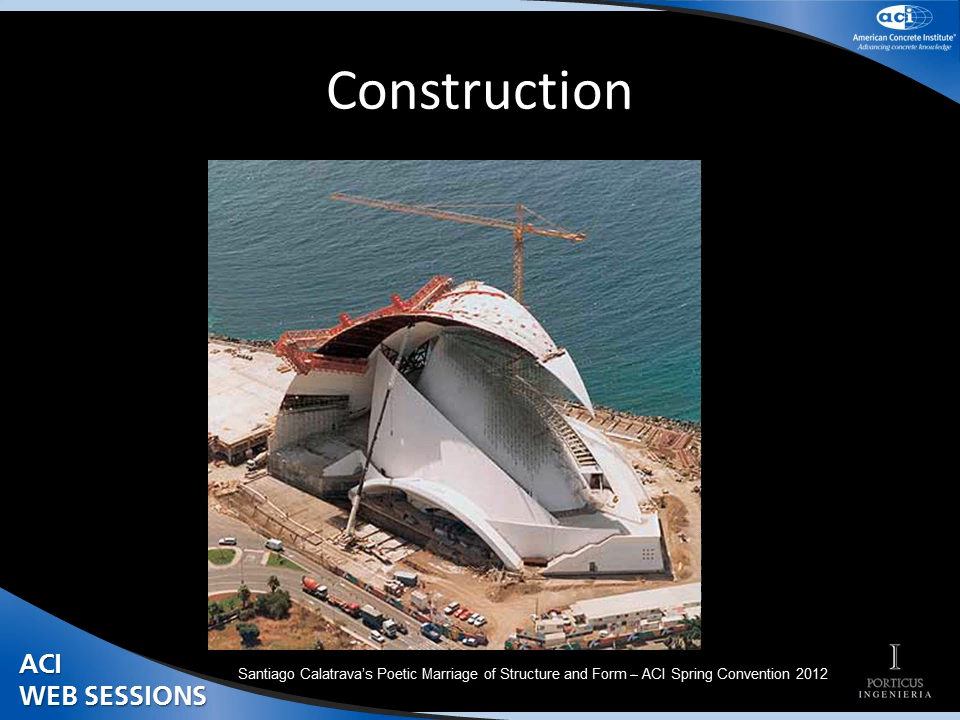 aci
American Concrete Institute®
Advancing concrete knowledge
Construction
ACI
WEB SESSIONS
Santiago Calatrava's Poetic Marriage of Structure and Form – ACI Spring Convention 2012
I
PORTICUS
INGENIERIA